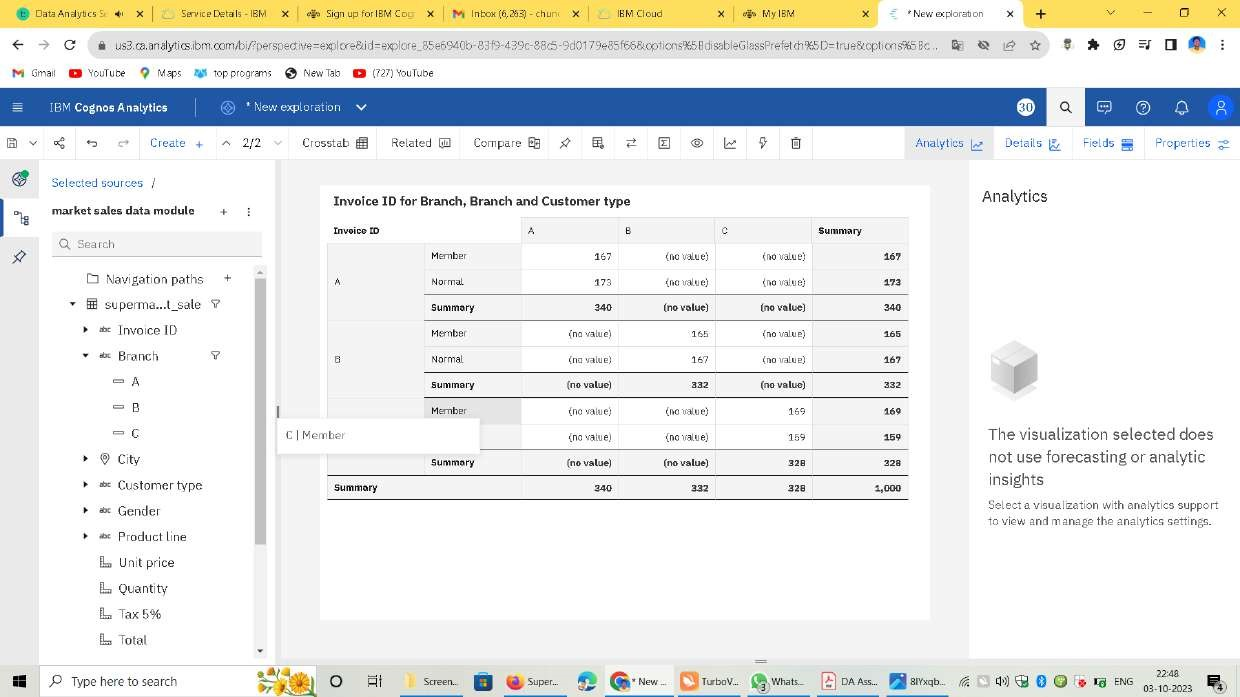 Data Analytics Se
Service Details - IBM
Sign up for IBM Cog
Inbox (6,263) - chun
IBM Cloud
My IBM
* New exploration
us3.ca.analytics.ibm.com/bi/?perspective=explore&id=explore_85e6940b-83f9-439c-88c5-9d0179e85f66&options%5BdisableGlassPrefetch%5D=true&options%5Bc...
Gmail YouTube Maps top programs New Tab (727) YouTube
IBM Cognos Analytics * New exploration 30
Create + 2/2 Crosstab Related Compare Analytics Details Fields Properties
Selected sources /
market sales data module
Search
Navigation paths
superma...t_sale
abc Invoice ID
abc Branch
A
B
C
City
abc Customer type
abc Gender
abc Product line
Unit price
Quantity
Tax 5%
Total
Invoice ID for Branch, Branch and Customer type
Invoice ID A B C Summary
A Member 167 (no value) (no value) 167
Normal 173 (no value) (no value) 173
Summary 340 (no value) (no value) 340
B Member (no value) 165 (no value) 165
Normal (no value) 167 (no value) 167
Summary (no value) 332 (no value) 332
Member (no value) (no value) 169 169
C | Member
(no value) (no value) 159 159
Summary (no value) (no value) 328 328
Summary 340 332 328 1,000
Analytics
The visualization selected does
not use forecasting or analytic
insights
Select a visualization with analytics support
to view and manage the analytics settings.
Type here to search
Screen...
Super...
* New ...
TurboV...
3
Whats...
DA Ass...
8IYxqb...
ENG
22:48
03-10-2023
4